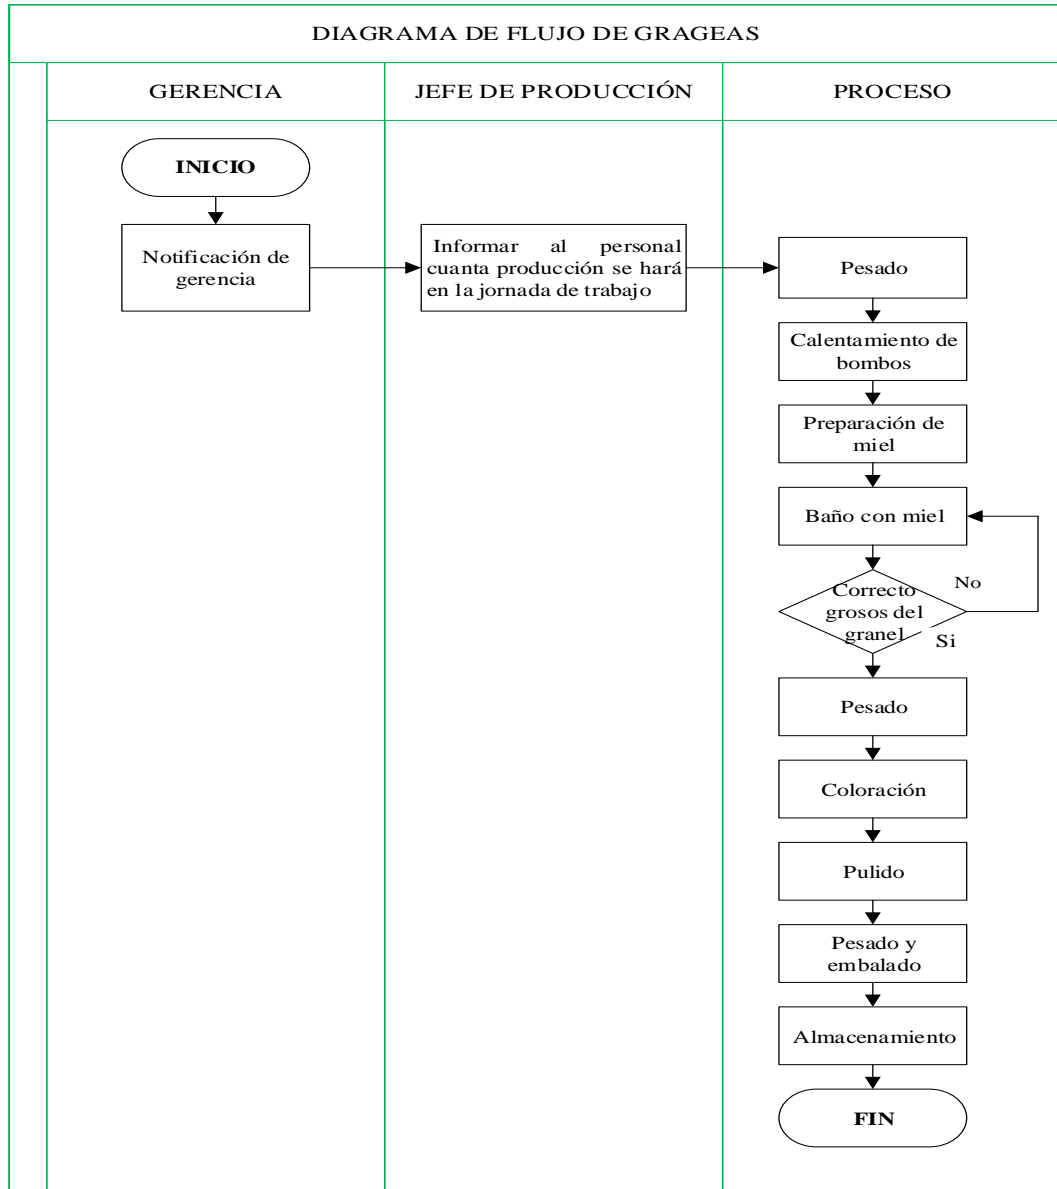 DIAGRAMA DE FLUJO DE GRAGEAS
GERENCIA
JEFE DE PRODUCCIÓN
PROCESO
INICIO
Notificación de
gerencia
Informar al personal
cuanta producción se hará
en la jornada de trabajo
Pesado
Calentamiento de
bombos
Preparación de
miel
Baño con miel
Correcto
grosos del
granel
No
Si
Pesado
Coloración
Pulido
Pesado y
embalado
Almacenamiento
FIN